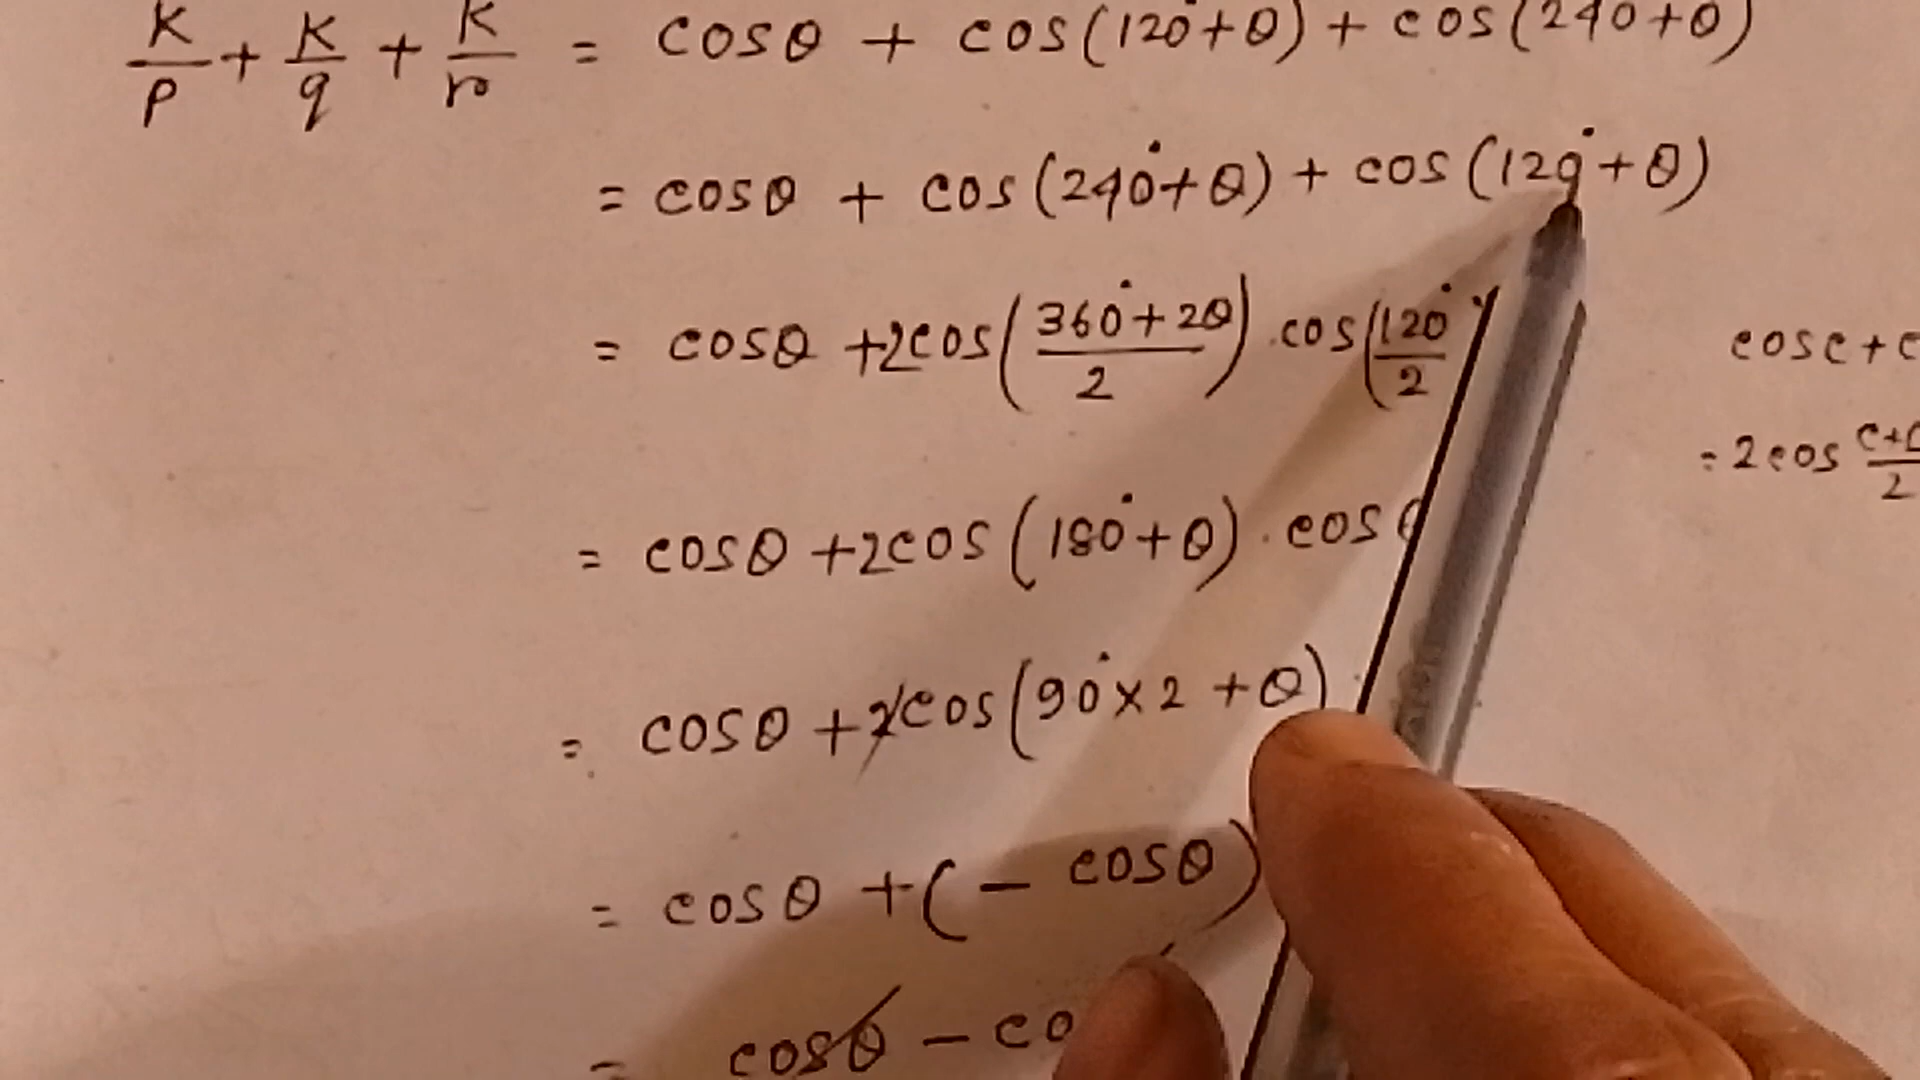 K/p + K/q + K/r = cosθ + cos(120°+θ) + cos(240+θ)
= cosθ + cos(240°+θ) + cos(120°+θ)
= cosθ + 2cos((360°+2θ)/2) . cos(120°/2
cosc + c
= cosθ + 2cos(180°+θ) . cos
= 2cos c+
2
= cosθ + 2cos(90°×2 + θ)
= cosθ + (- cosθ)
= cosθ - co